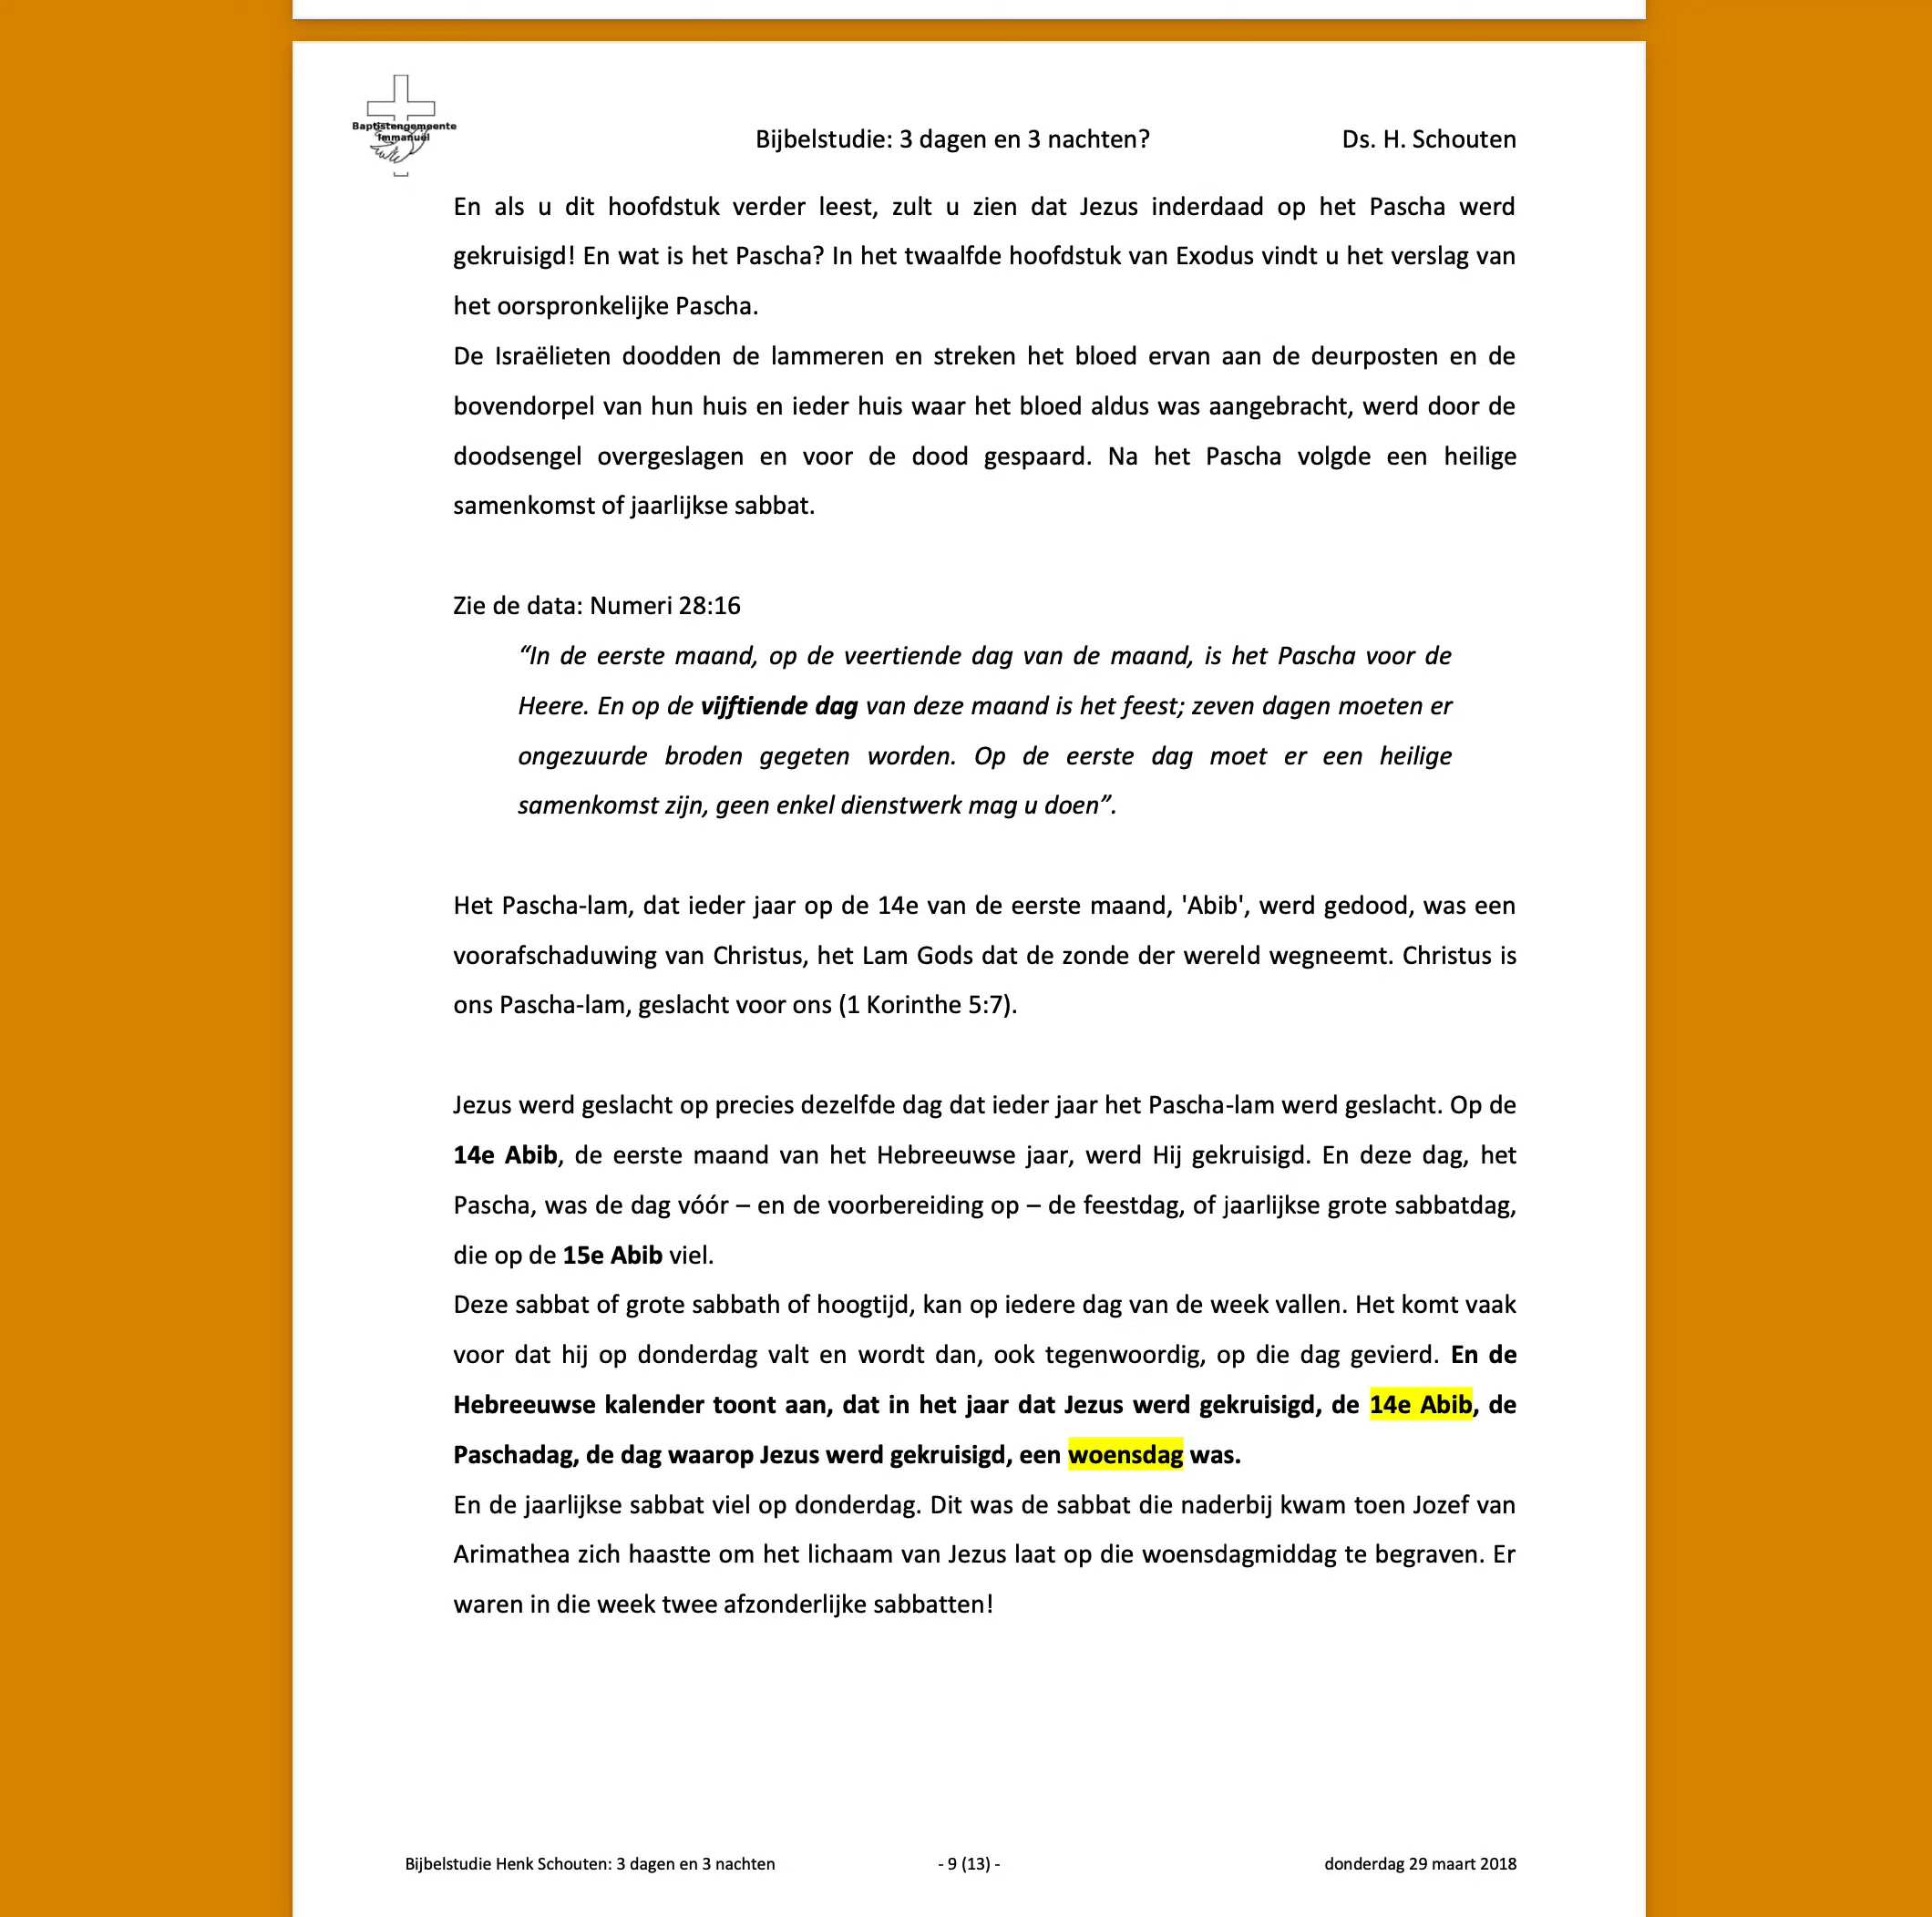 Baptistengemeente
Immanuël
Bijbelstudie: 3 dagen en 3 nachten? Ds. H. Schouten
En als u dit hoofdstuk verder leest, zult u zien dat Jezus inderdaad op het Pascha werd
gekruisigd! En wat is het Pascha? In het twaalfde hoofdstuk van Exodus vindt u het verslag van
het oorspronkelijke Pascha.
De Israëlieten doodden de lammeren en streken het bloed ervan aan de deurposten en de
bovendorpel van hun huis en ieder huis waar het bloed aldus was aangebracht, werd door de
doodsengel overgeslagen en voor de dood gespaard. Na het Pascha volgde een heilige
samenkomst of jaarlijkse sabbat.
Zie de data: Numeri 28:16
“In de eerste maand, op de veertiende dag van de maand, is het Pascha voor de
Heere. En op de vijftiende dag van deze maand is het feest; zeven dagen moeten er
ongezuurde broden gegeten worden. Op de eerste dag moet er een heilige
samenkomst zijn, geen enkel dienstwerk mag u doen”.
Het Pascha-lam, dat ieder jaar op de 14e van de eerste maand, 'Abib', werd gedood, was een
voorafschaduwing van Christus, het Lam Gods dat de zonde der wereld wegneemt. Christus is
ons Pascha-lam, geslacht voor ons (1 Korinthe 5:7).
Jezus werd geslacht op precies dezelfde dag dat ieder jaar het Pascha-lam werd geslacht. Op de
14e Abib, de eerste maand van het Hebreeuwse jaar, werd Hij gekruisigd. En deze dag, het
Pascha, was de dag vóór – en de voorbereiding op – de feestdag, of jaarlijkse grote sabbatdag,
die op de 15e Abib viel.
Deze sabbat of grote sabbath of hoogtijd, kan op iedere dag van de week vallen. Het komt vaak
voor dat hij op donderdag valt en wordt dan, ook tegenwoordig, op die dag gevierd. En de
Hebreeuwse kalender toont aan, dat in het jaar dat Jezus werd gekruisigd, de 14e Abib, de
Paschadag, de dag waarop Jezus werd gekruisigd, een woensdag was.
En de jaarlijkse sabbat viel op donderdag. Dit was de sabbat die naderbij kwam toen Jozef van
Arimathea zich haastte om het lichaam van Jezus laat op die woensdagmiddag te begraven. Er
waren in die week twee afzonderlijke sabbatten!
Bijbelstudie Henk Schouten: 3 dagen en 3 nachten - 9 (13) - donderdag 29 maart 2018